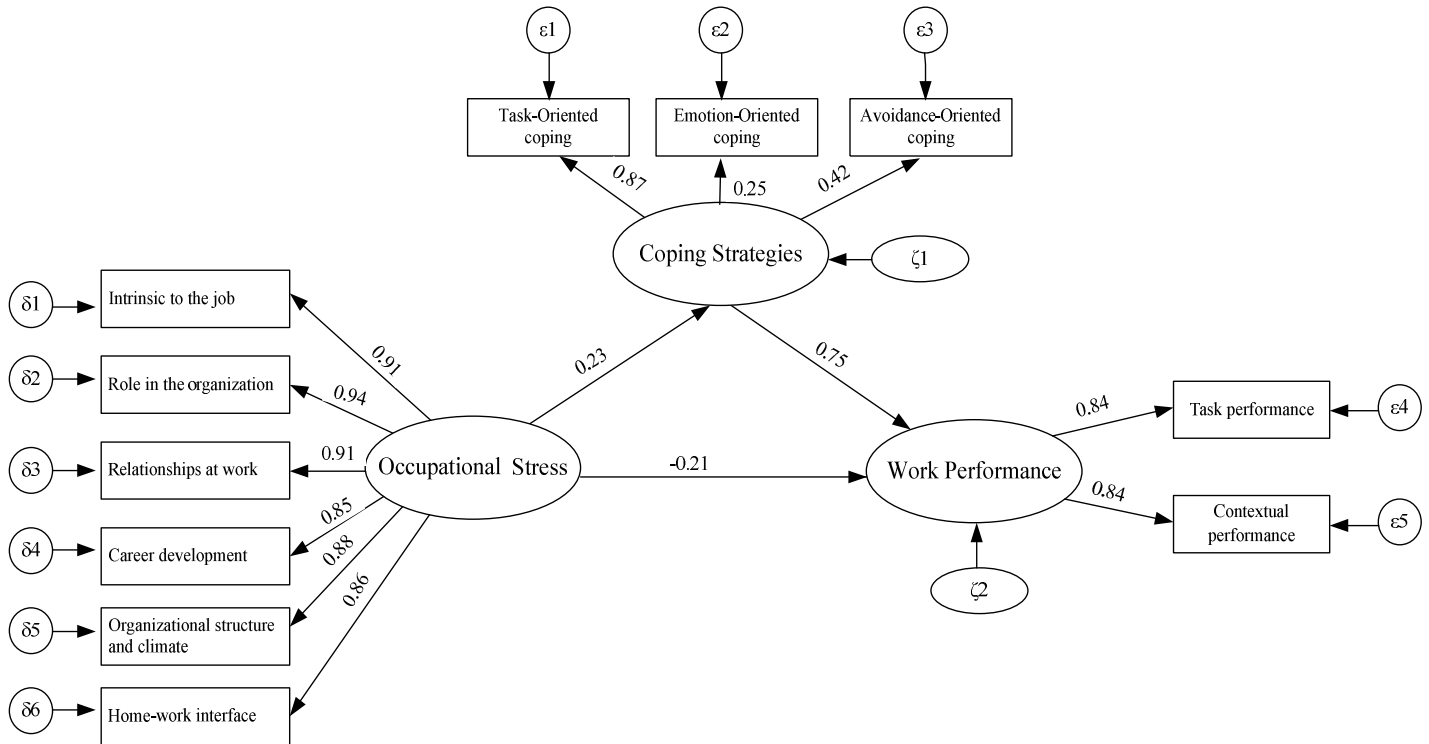 ε1
ε2
ε3
Task-Oriented
coping
Emotion-Oriented
coping
Avoidance-Oriented
coping
0.87
0.25
0.42
Coping Strategies
ζ1
δ1
Intrinsic to the job
0.91
0.23
0.75
δ2
Role in the organization
0.94
0.84
Task performance
ε4
δ3
Relationships at work
0.91
Occupational Stress
-0.21
Work Performance
0.84
Contextual
performance
ε5
δ4
Career development
0.85
0.88
0.86
ζ2
δ5
Organizational structure
and climate
δ6
Home-work interface